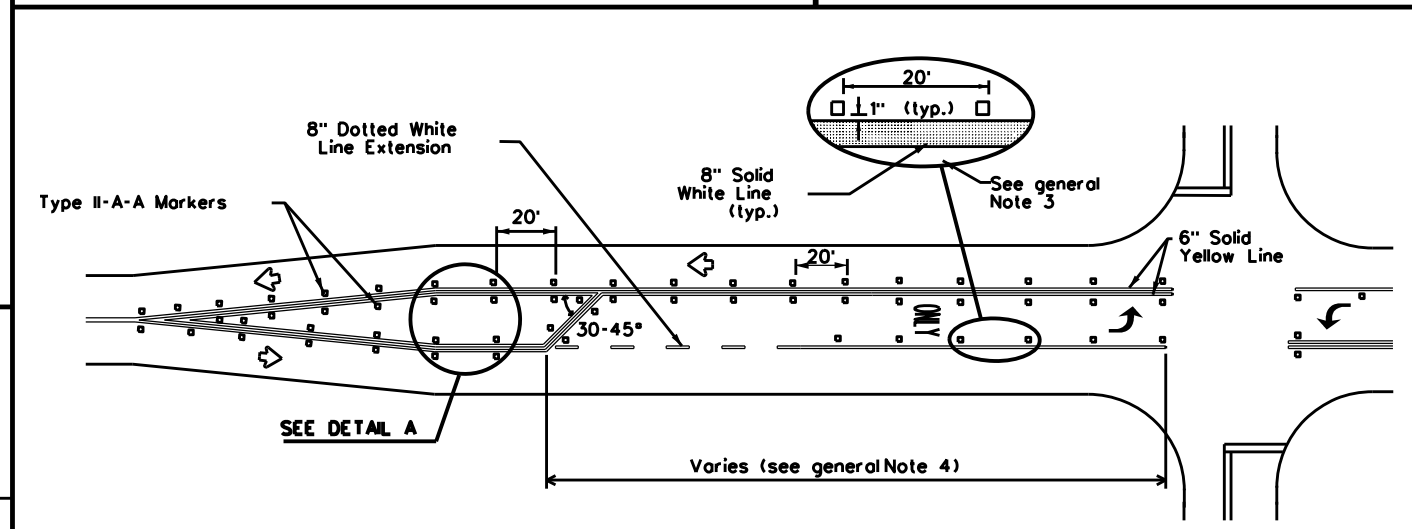 20'
1" (typ.)
8" Dotted White
Line Extension
8" Solid
White Line
(typ.)
See general
Note 3
Type II-A-A Markers
20'
6" Solid
Yellow Line
20'
ONLY
30-45°
SEE DETAIL A
Varies (see general Note 4)